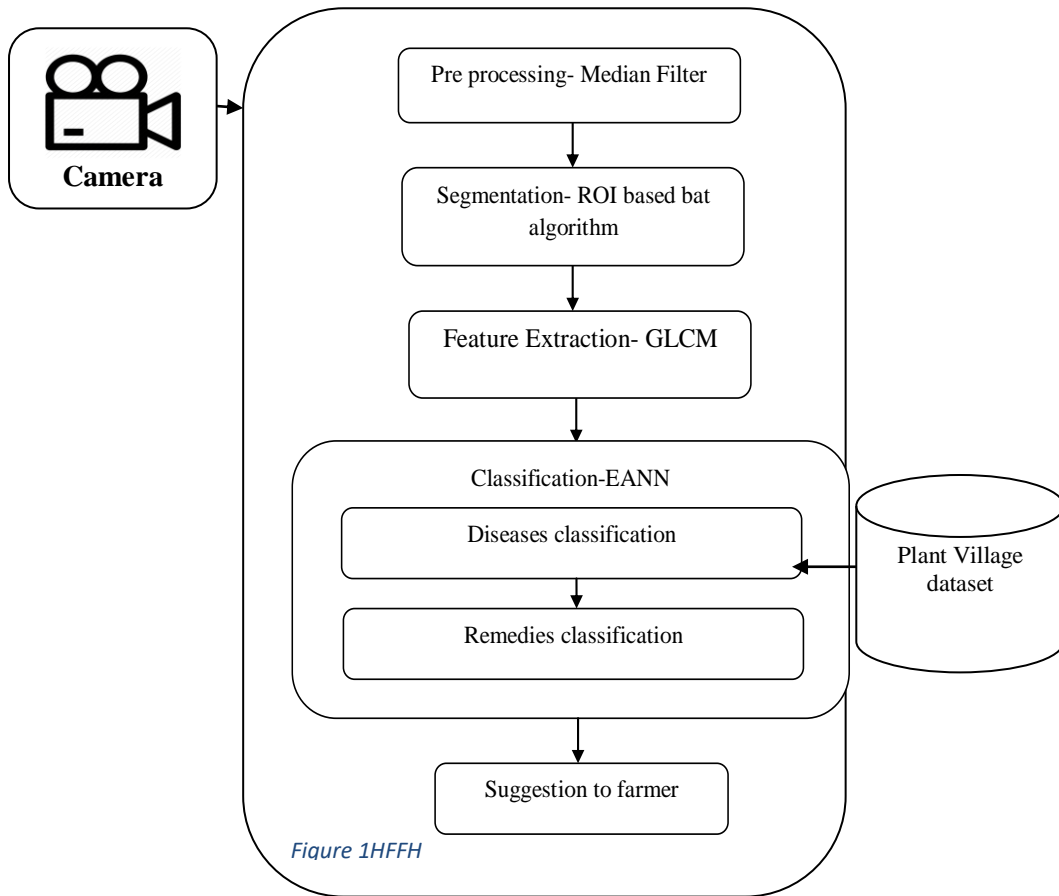 Camera
Pre processing- Median Filter
Segmentation- ROI based bat
algorithm
Feature Extraction- GLCM
Classification-EANN
Diseases classification
Remedies classification
Plant Village
dataset
Suggestion to farmer
Figure 1HFFH